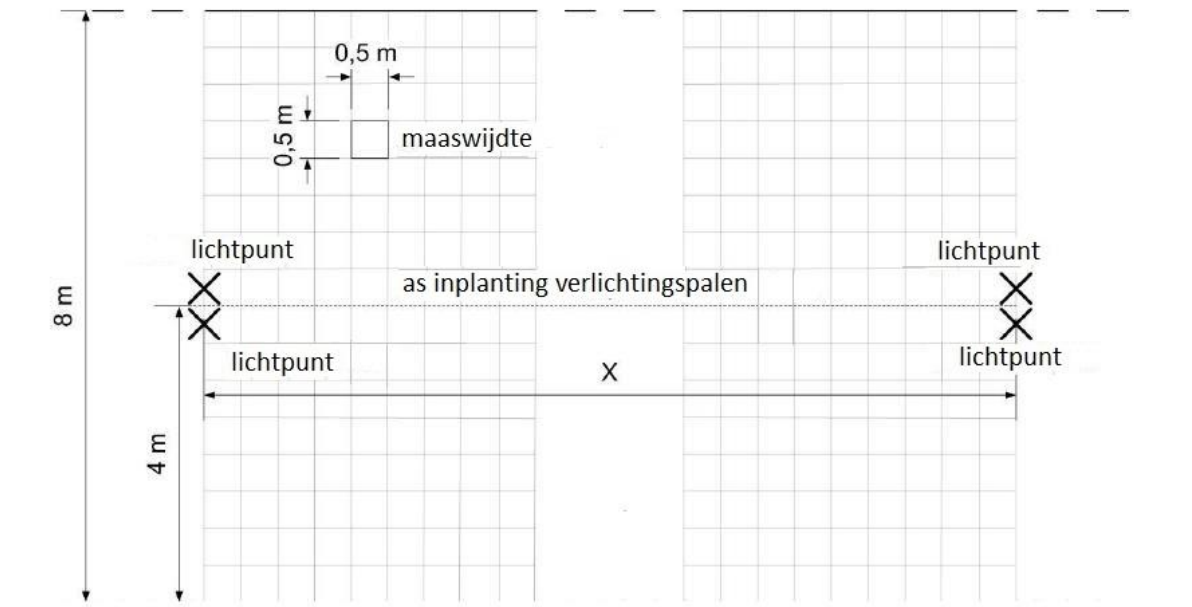 0,5 m
0,5 m
maaswijdte
lichtpunt
lichtpunt
as inplanting verlichtingspalen
8 m
lichtpunt
lichtpunt
X
4 m